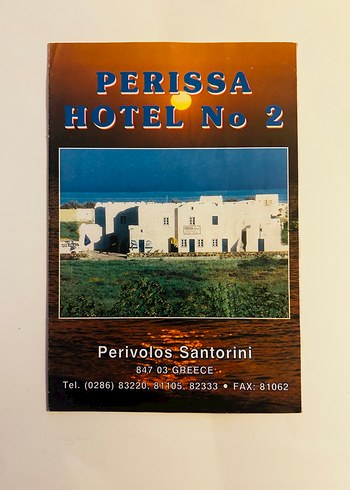 PERISSA
HOTEL No 2
Perivolos Santorini
847 03 GREECE
Tel. (0286) 83220, 81105, 82333 • FAX: 81062